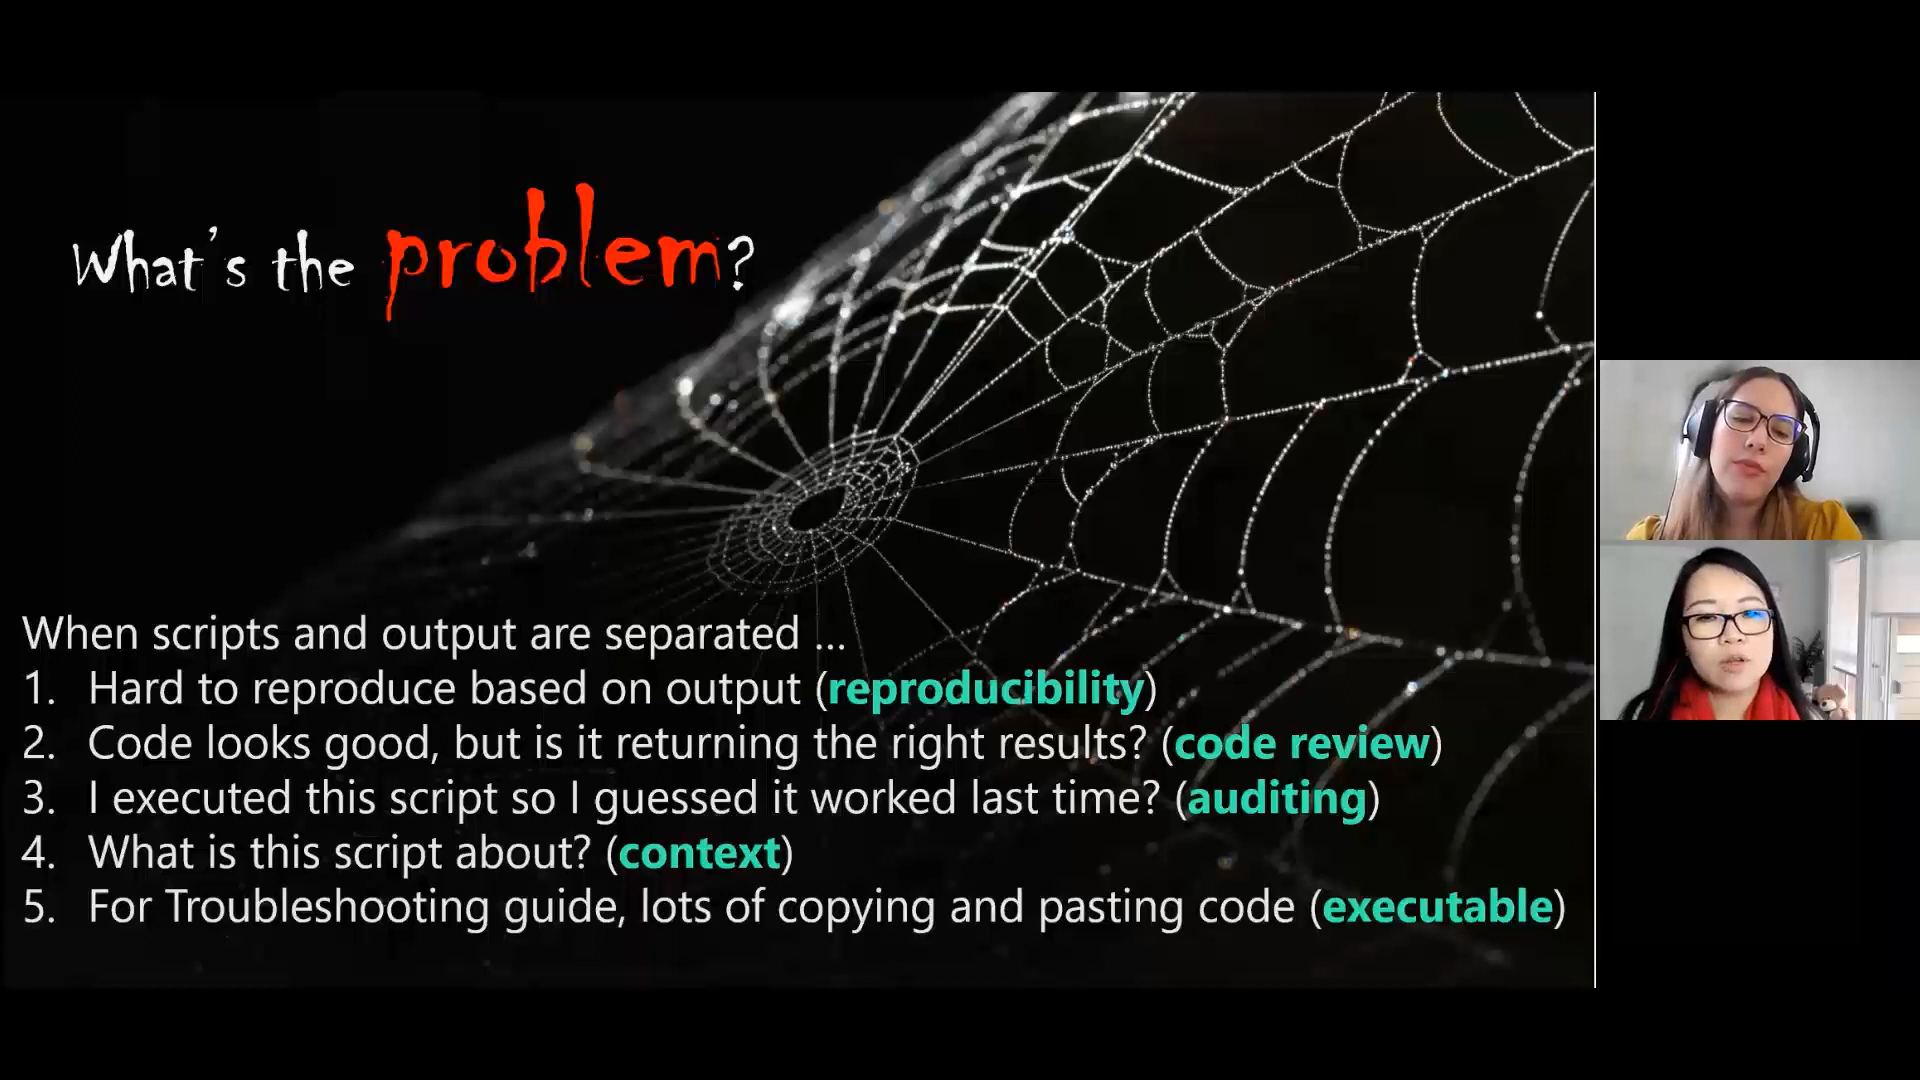 What's the problem?
When scripts and output are separated ...
1. Hard to reproduce based on output (reproducibility)
2. Code looks good, but is it returning the right results? (code review)
3. I executed this script so I guessed it worked last time? (auditing)
4. What is this script about? (context)
5. For Troubleshooting guide, lots of copying and pasting code (executable)